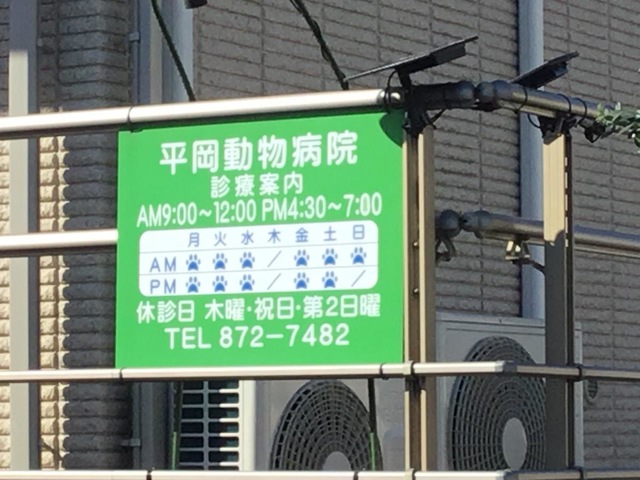 平岡動物病院
診療案内
AM9:00～12:00 PM4:30～7:00
月 火 水 木 金 土 日
AM 🐾 🐾 🐾 ／ 🐾 🐾 🐾
PM 🐾 🐾 🐾 ／ 🐾 🐾 ／
休診日 木曜・祝日・第2日曜
TEL 872-7482